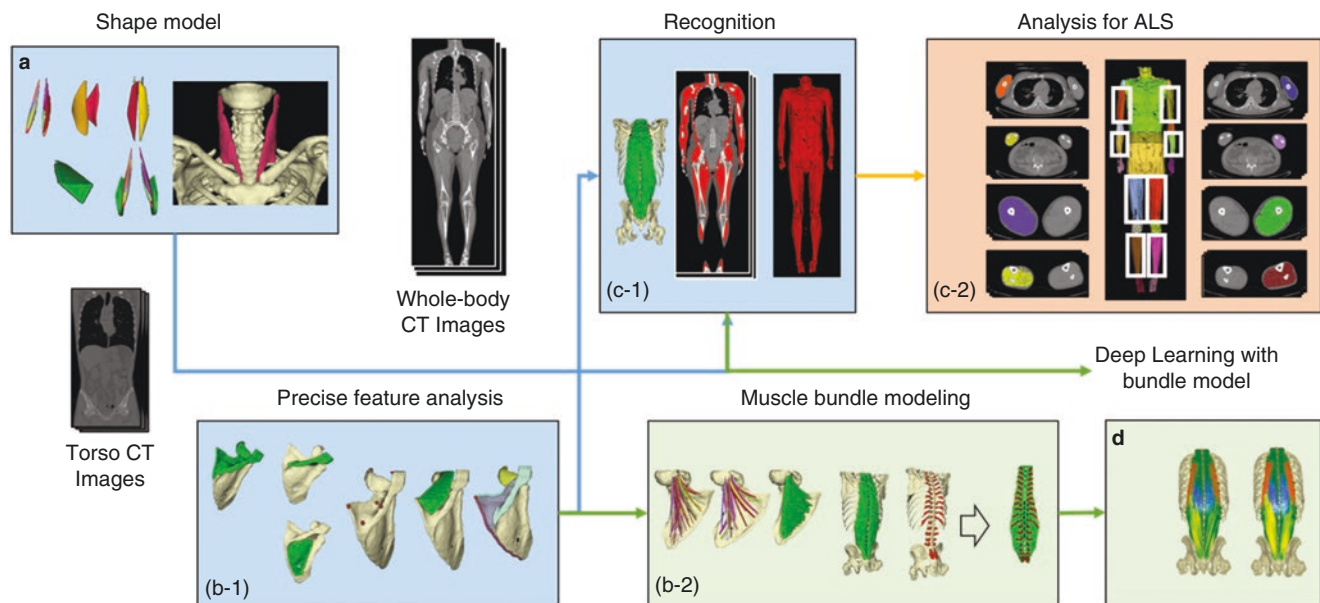 Shape model
Recognition
Analysis for ALS
a
(c-1)
(c-2)
Whole-body
CT Images
Torso CT
Images
Deep Learning with
bundle model
Precise feature analysis
Muscle bundle modeling
d
(b-1)
(b-2)